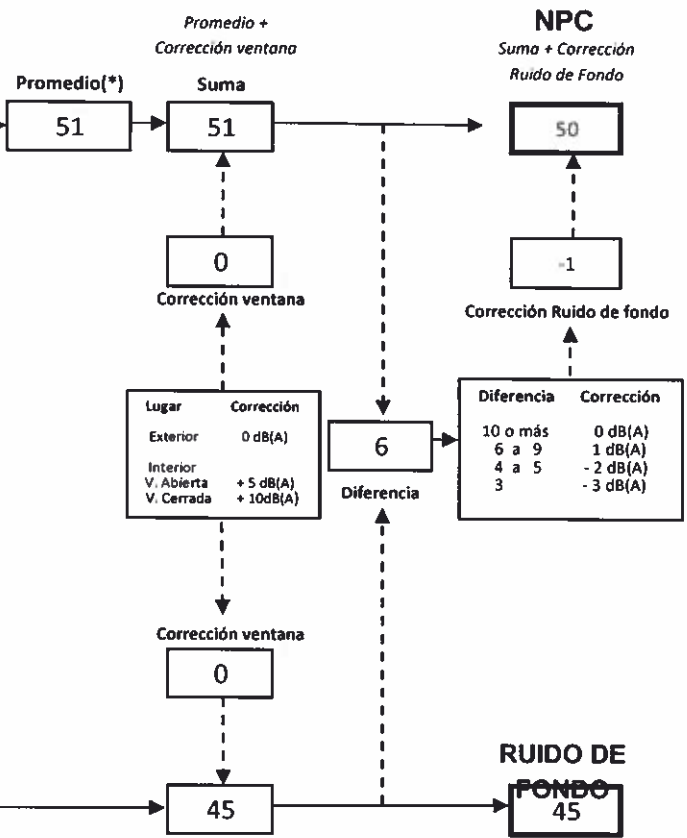 Promedio +
Corrección ventana
NPC
Suma + Corrección
Ruido de Fondo
Promedio(*)
Suma
51
51
50
0
-1
Corrección ventana
Corrección Ruido de fondo
Lugar Corrección
Exterior 0 dB(A)
Interior
V. Abierta + 5 dB(A)
V. Cerrada + 10dB(A)
6
Diferencia
Diferencia Corrección
10 o más 0 dB(A)
6 a 9 1 dB(A)
4 a 5 - 2 dB(A)
3 - 3 dB(A)
Corrección ventana
0
45
RUIDO DE
FONDO
45